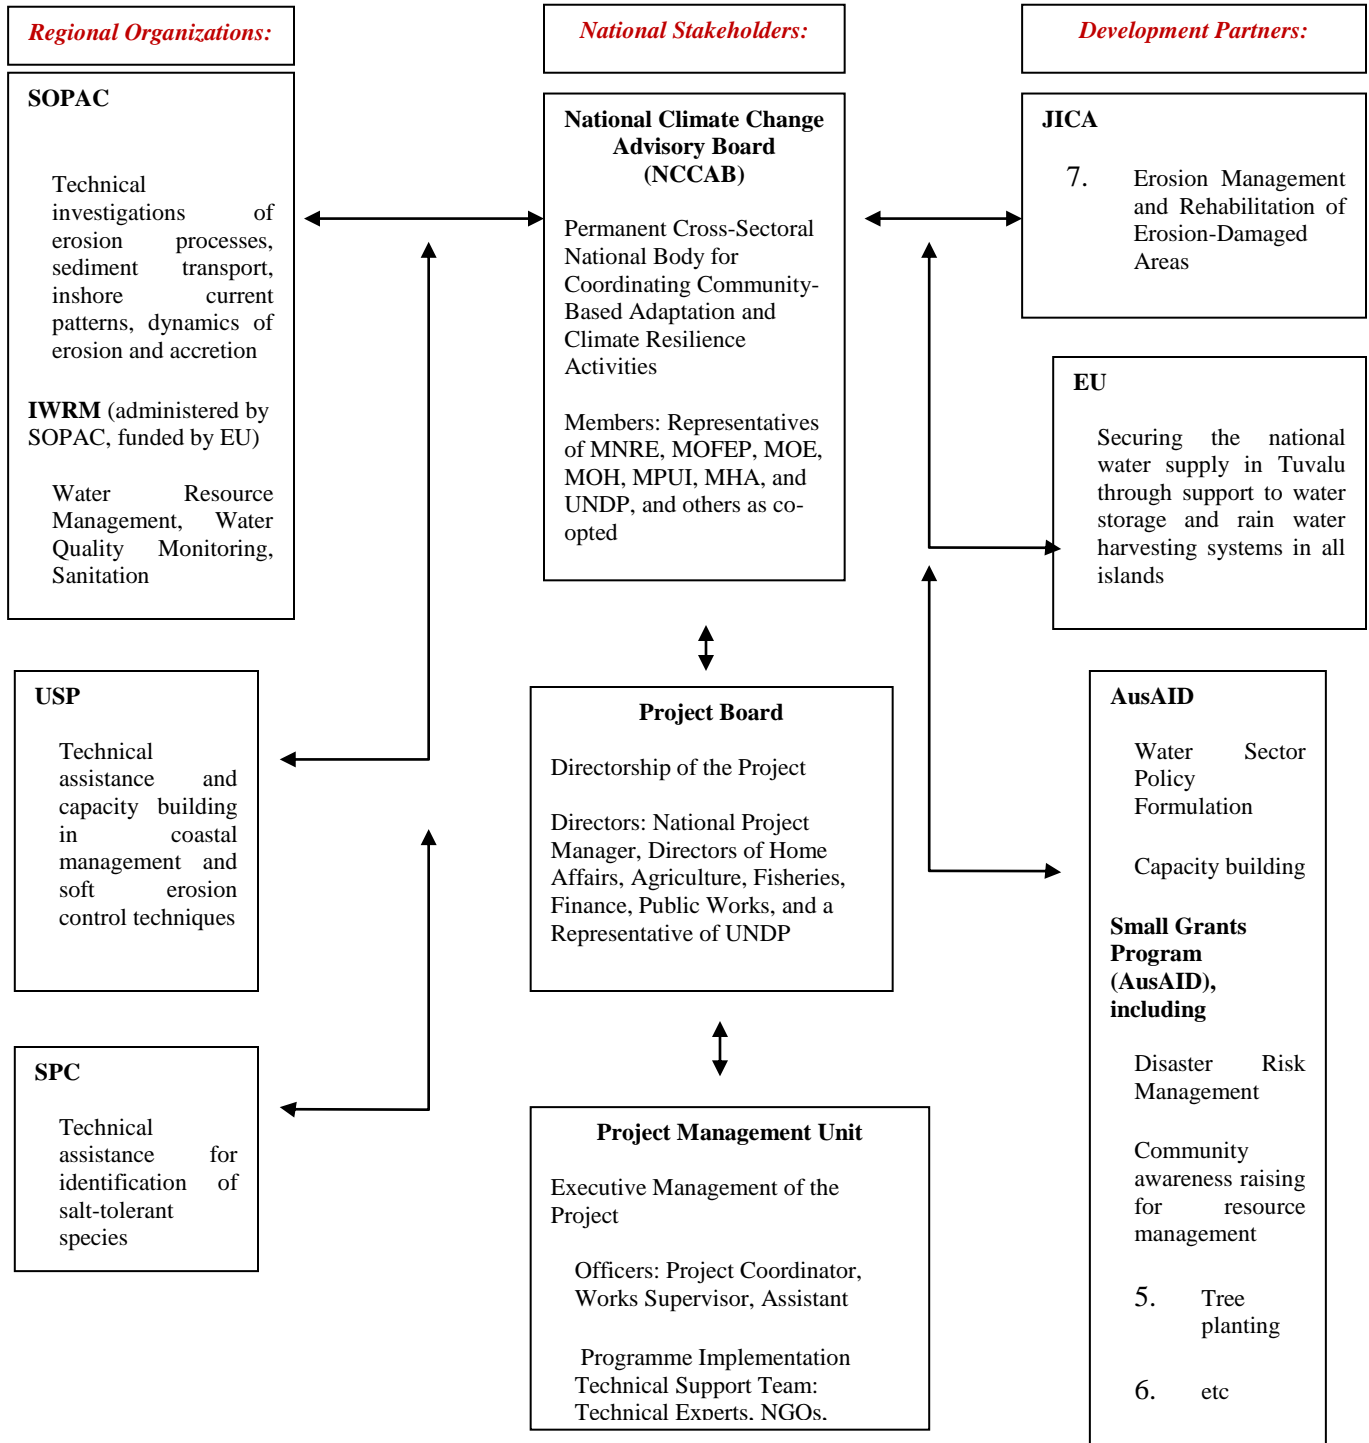 Regional Organizations:
SOPAC
Technical
investigations of
erosion processes,
sediment transport,
inshore current
patterns, dynamics of
erosion and accretion
IWRM (administered by
SOPAC, funded by EU)
Water Resource
Management, Water
Quality Monitoring,
Sanitation
USP
Technical
assistance and
capacity building
in coastal
management and
soft erosion
control techniques
SPC
Technical
assistance for
identification of
salt-tolerant
species
National Stakeholders:
National Climate Change
Advisory Board
(NCCAB)
Permanent Cross-Sectoral
National Body for
Coordinating Community-
Based Adaptation and
Climate Resilience
Activities
Members: Representatives
of MNRE, MOFEP, MOE,
MOH, MPUI, MHA, and
UNDP, and others as co-
opted
Project Board
Directorship of the Project
Directors: National Project
Manager, Directors of Home
Affairs, Agriculture, Fisheries,
Finance, Public Works, and a
Representative of UNDP
Project Management Unit
Executive Management of the
Project
Officers: Project Coordinator,
Works Supervisor, Assistant
Programme Implementation
Technical Support Team:
Technical Experts, NGOs,
Development Partners:
JICA
7. Erosion Management
and Rehabilitation of
Erosion-Damaged
Areas
EU
Securing the national
water supply in Tuvalu
through support to water
storage and rain water
harvesting systems in all
islands
AusAID
Water Sector
Policy
Formulation
Capacity building
Small Grants
Program
(AusAID),
including
Disaster Risk
Management
Community
awareness raising
for resource
management
5. Tree
planting
6. etc